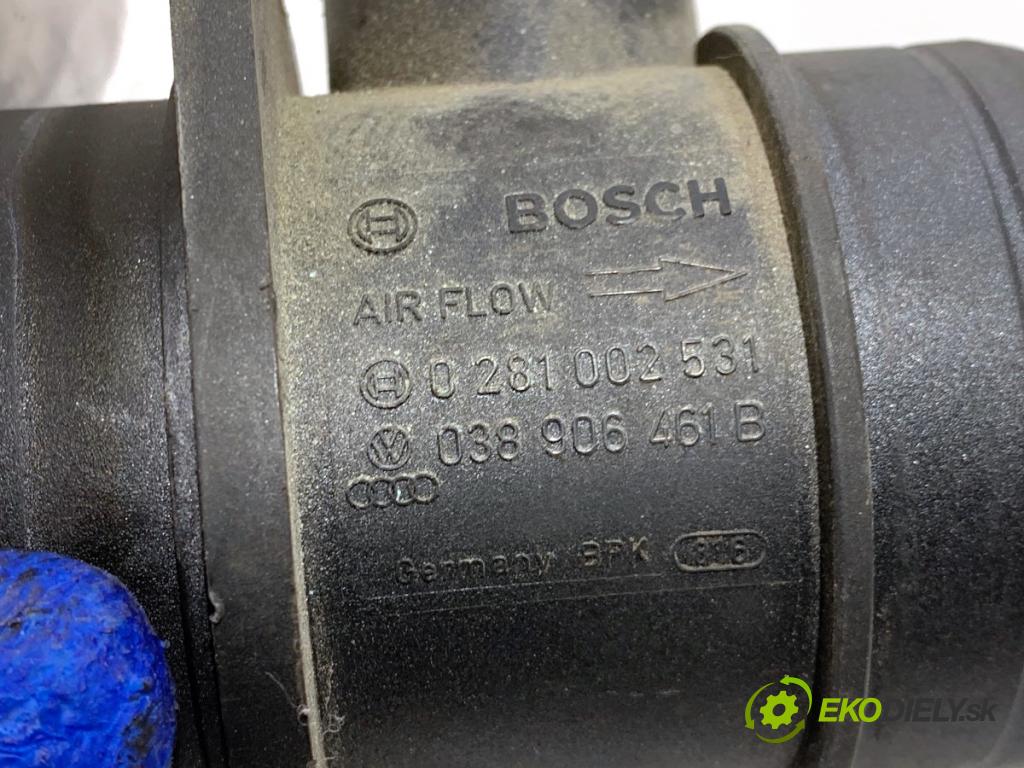 BOSCH
AIR FLOW
0 281 002 531
038 906 461 B
Germany BPK
EKODIELY.sk